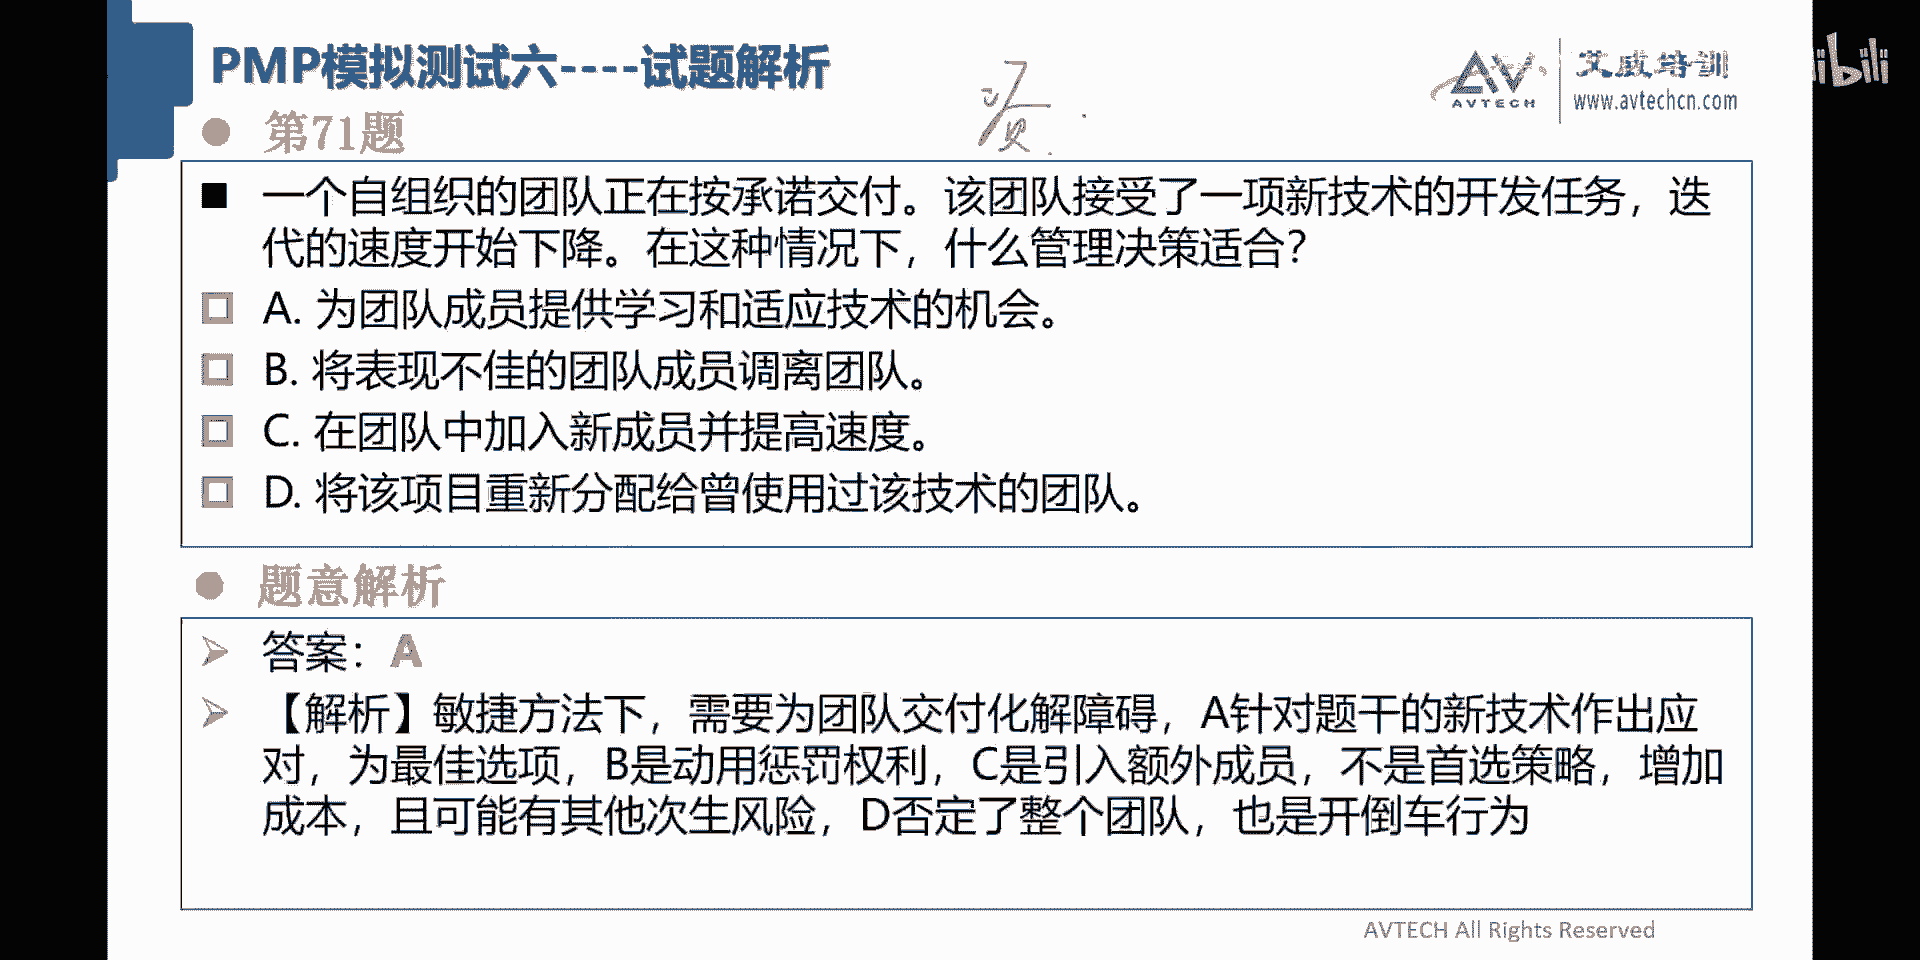 PMP模拟测试六----试题解析
AVTECH
艾威培训
www.avtechcn.com
第71题
一个自组织的团队正在按承诺交付。该团队接受了一项新技术的开发任务，迭
代的速度开始下降。在这种情况下，什么管理决策适合？
A. 为团队成员提供学习和适应技术的机会。
B. 将表现不佳的团队成员调离团队。
C. 在团队中加入新成员并提高速度。
D. 将该项目重新分配给曾使用过该技术的团队。
题意解析
答案：A
【解析】敏捷方法下，需要为团队交付化解障碍，A针对题干的新技术作出应
对，为最佳选项，B是动用惩罚权利，C是引入额外成员，不是首选策略，增加
成本，且可能有其他次生风险，D否定了整个团队，也是开倒车行为
AVTECH All Rights Reserved